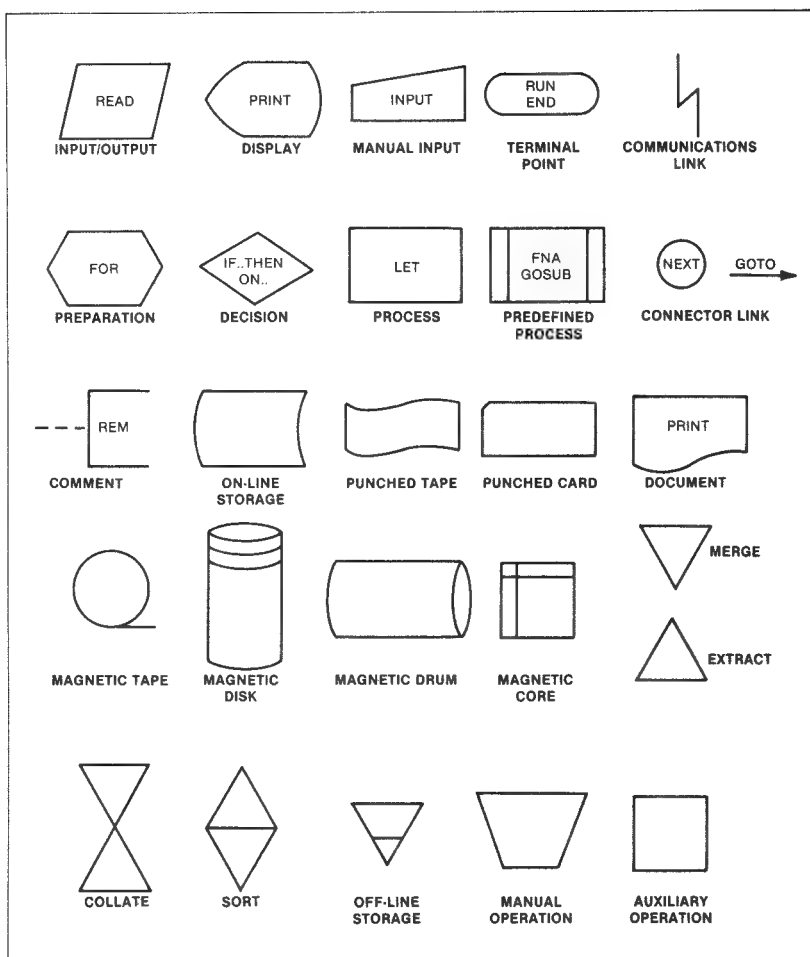 READ
PRINT
INPUT
RUN
END
INPUT/OUTPUT
DISPLAY
MANUAL INPUT
TERMINAL
POINT
COMMUNICATIONS
LINK
FOR
IF..THEN
ON..
LET
FNA
GOSUB
NEXT
GOTO
PREPARATION
DECISION
PROCESS
PREDEFINED
PROCESS
CONNECTOR LINK
REM
PRINT
COMMENT
ON-LINE
STORAGE
PUNCHED TAPE
PUNCHED CARD
DOCUMENT
MERGE
EXTRACT
MAGNETIC TAPE
MAGNETIC
DISK
MAGNETIC DRUM
MAGNETIC
CORE
COLLATE
SORT
OFF-LINE
STORAGE
MANUAL
OPERATION
AUXILIARY
OPERATION